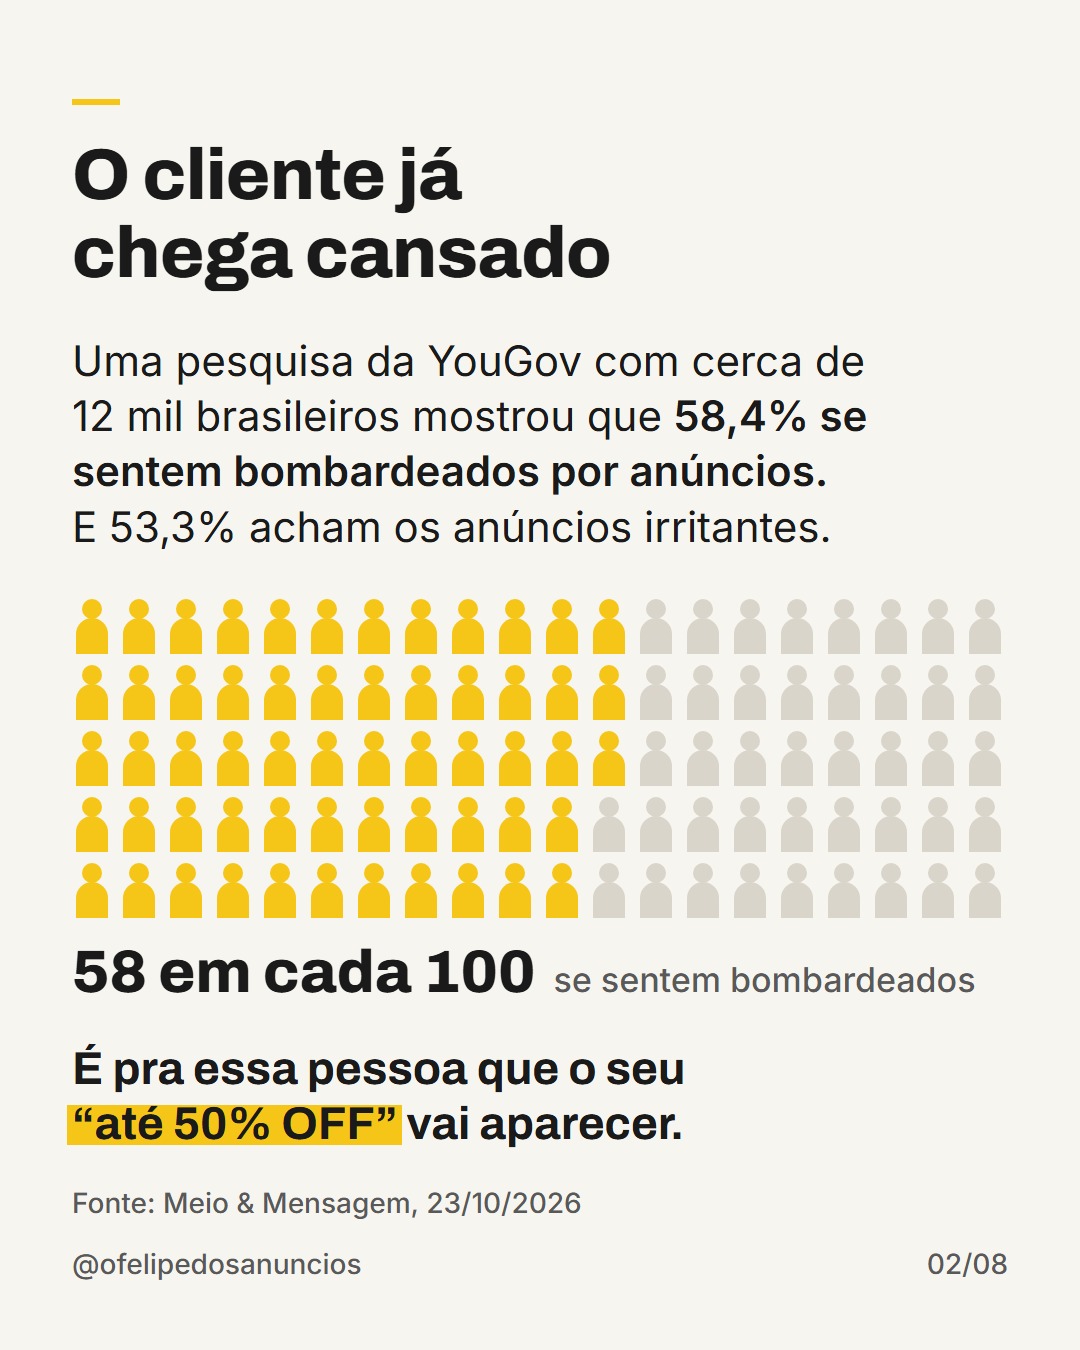 O cliente já
chega cansado
Uma pesquisa da YouGov com cerca de
12 mil brasileiros mostrou que 58,4% se
sentem bombardeados por anúncios.
E 53,3% acham os anúncios irritantes.
58 em cada 100 se sentem bombardeados
É pra essa pessoa que o seu
“até 50% OFF” vai aparecer.
Fonte: Meio & Mensagem, 23/10/2026
@ofelipedosanuncios 02/08